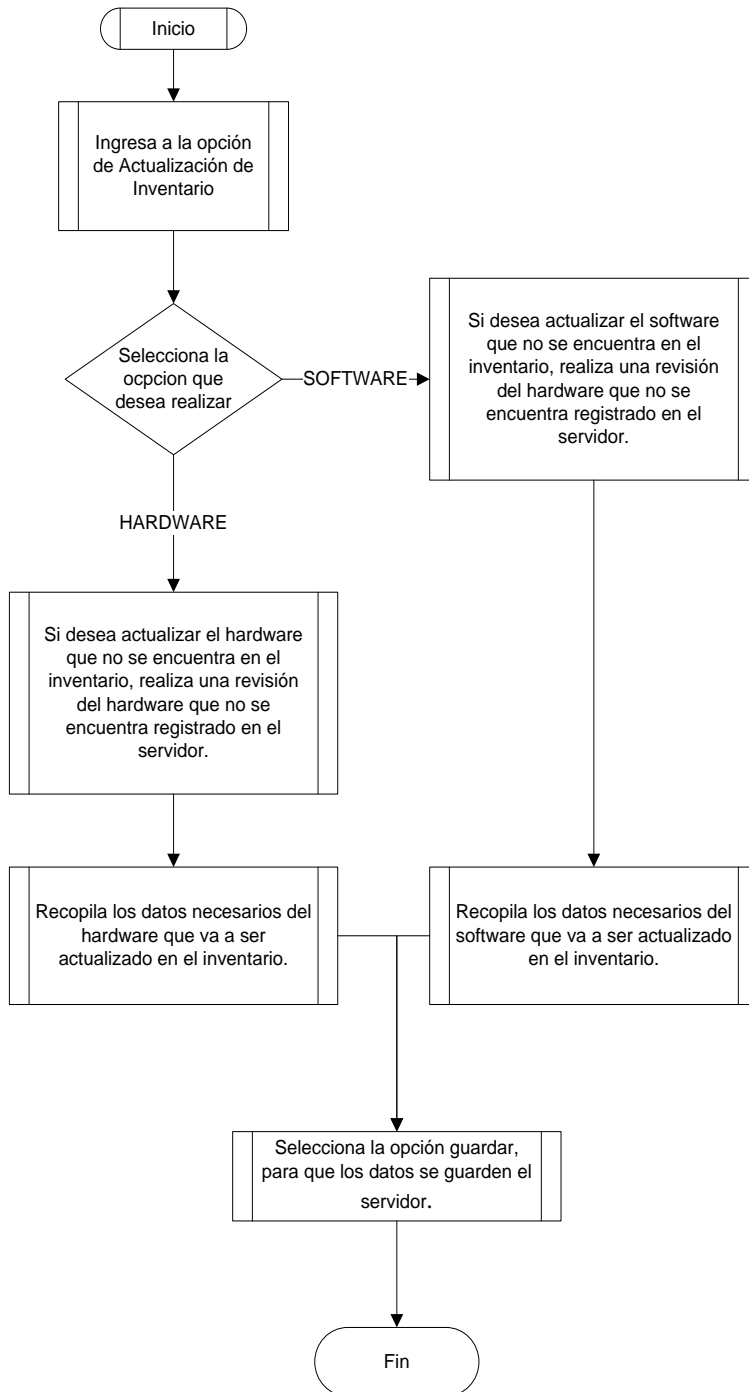 Inicio
Ingresa a la opción
de Actualización de
Inventario
Selecciona la
ocpcion que
desea realizar
SOFTWARE
Si desea actualizar el software
que no se encuentra en el
inventario, realiza una revisión
del hardware que no se
encuentra registrado en el
servidor.
HARDWARE
Si desea actualizar el hardware
que no se encuentra en el
inventario, realiza una revisión
del hardware que no se
encuentra registrado en el
servidor.
Recopila los datos necesarios del
hardware que va a ser
actualizado en el inventario.
Recopila los datos necesarios del
software que va a ser actualizado
en el inventario.
Selecciona la opción guardar,
para que los datos se guarden el
servidor.
Fin